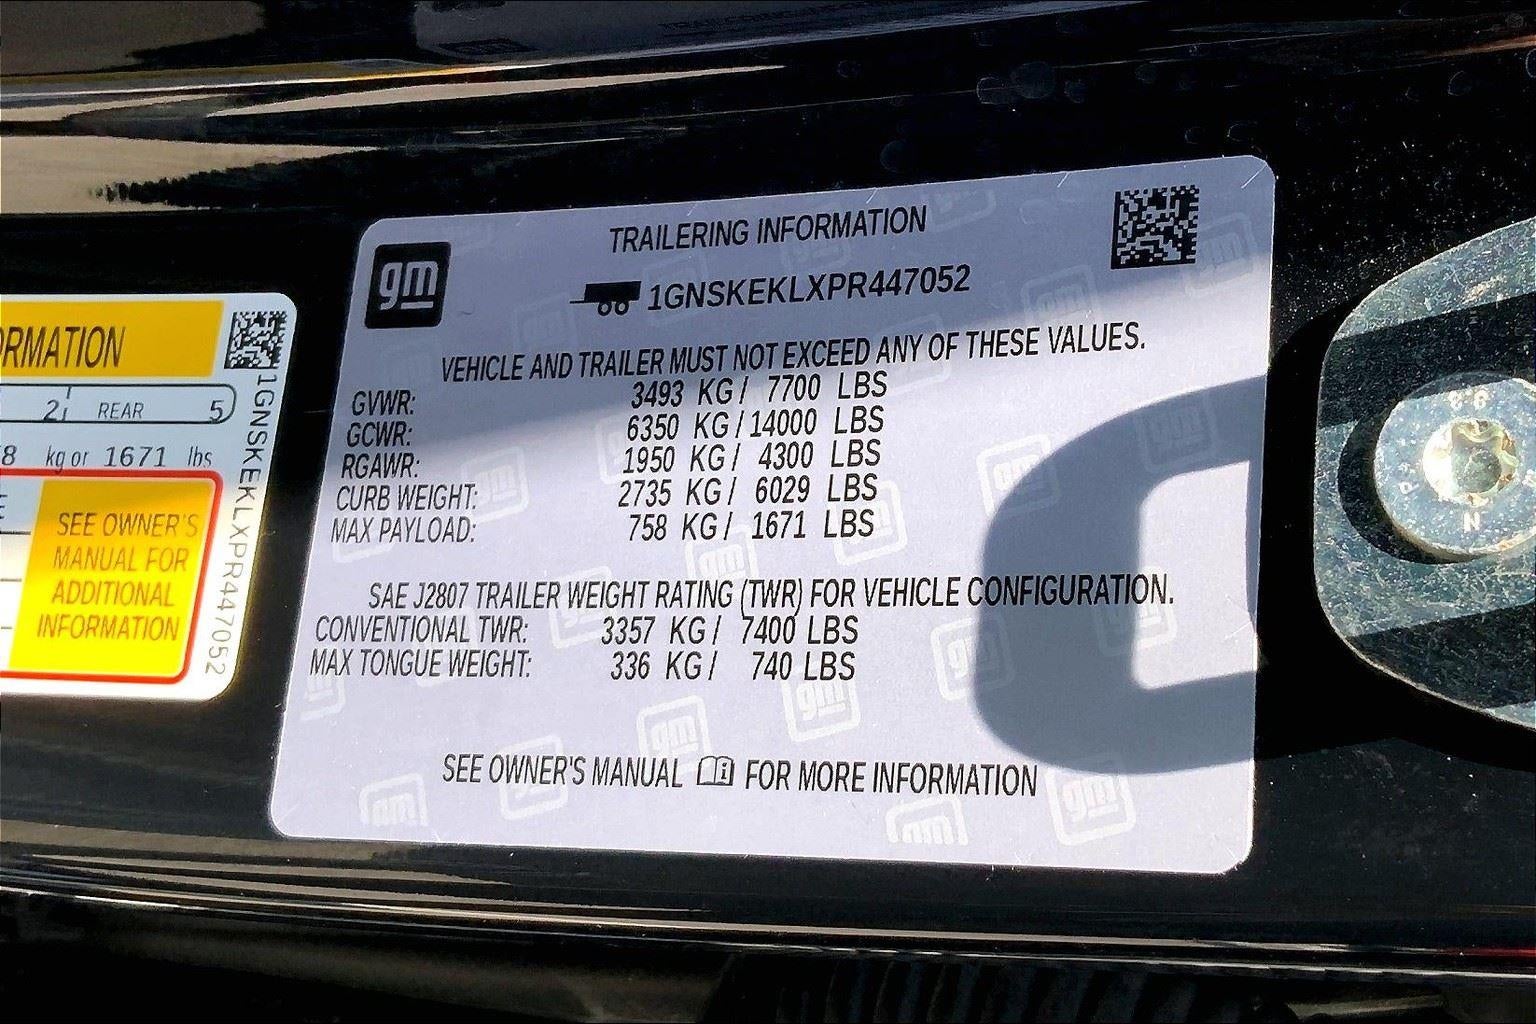 gm
TRAILERING INFORMATION
1GNSKEKLXPR447052
VEHICLE AND TRAILER MUST NOT EXCEED ANY OF THESE VALUES.
GVWR: 3493 KG/ 7700 LBS
GCWR: 6350 KG/14000 LBS
RGAWR: 1950 KG/ 4300 LBS
CURB WEIGHT: 2735 KG/ 6029 LBS
MAX PAYLOAD: 758 KG/ 1671 LBS
SAE J2807 TRAILER WEIGHT RATING (TWR) FOR VEHICLE CONFIGURATION.
CONVENTIONAL TWR: 3357 KG/ 7400 LBS
MAX TONGUE WEIGHT: 336 KG/ 740 LBS
SEE OWNER'S MANUAL FOR MORE INFORMATION
RMATION
2 REAR 5
8 kg or 1671 lbs
SEE OWNER'S
MANUAL FOR
ADDITIONAL
INFORMATION
1GNSKEKLXPR447052